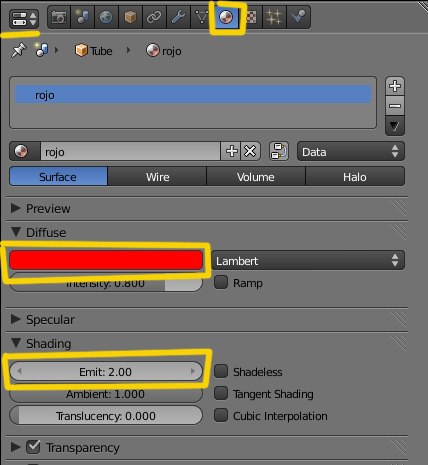 Tube rojo
rojo
rojo Data
Surface Wire Volume Halo
Preview
Diffuse
Lambert
Intensity: 0.800 Ramp
Specular
Shading
Emit: 2.00 Shadeless
Ambient: 1.000 Tangent Shading
Translucency: 0.000 Cubic Interpolation
Transparency